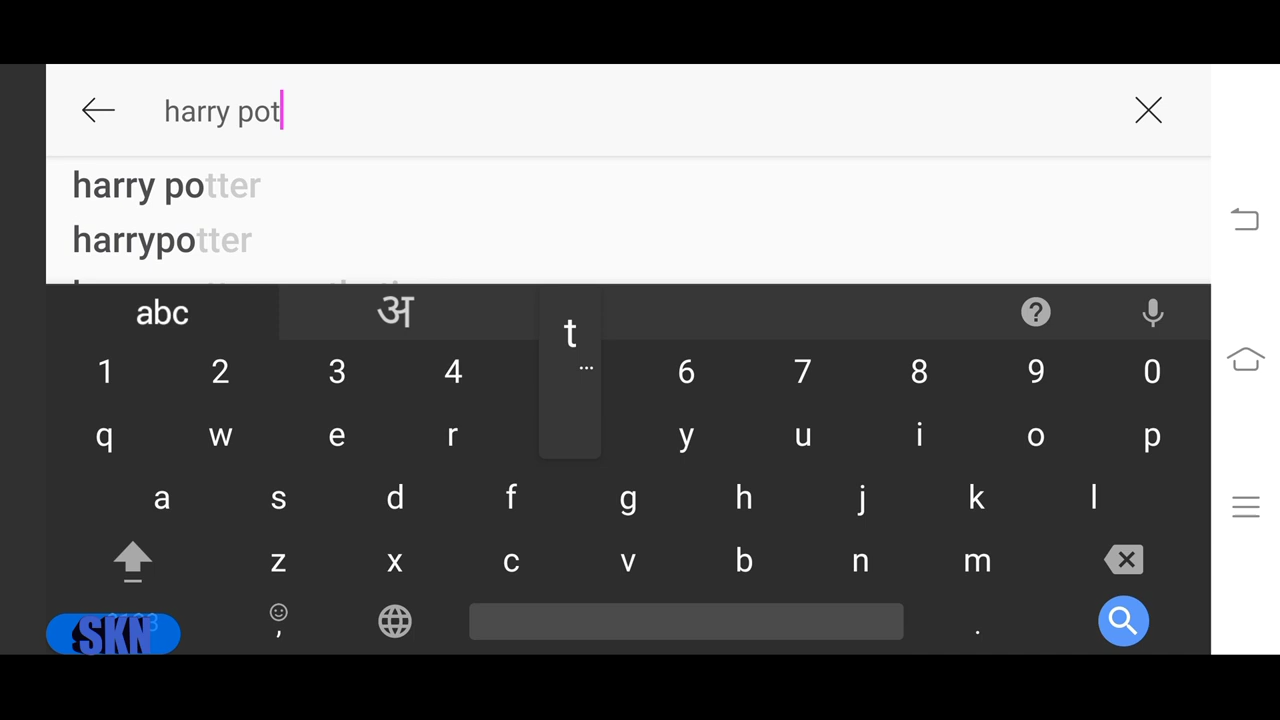 harry pot
harry potter
harrypotter
abc अ t ?
1 2 3 4 ... 6 7 8 9 0
q w e r y u i o p
a s d f g h j k l
z x c v b n m
, .
SKN